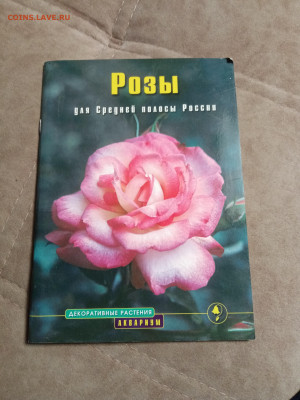 COINS.LAVE.RU
Розы
для Средней полосы России
ДЕКОРАТИВНЫЕ РАСТЕНИЯ
АКВАРИУМ